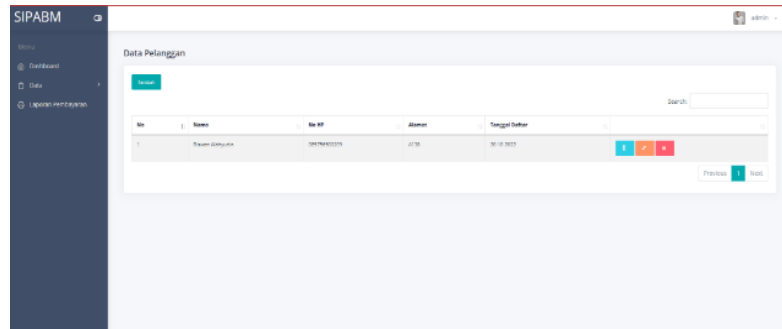 SIPABM
admin
Menu
Dashboard
Data
Laporan Pembayaran
Data Pelanggan
Tambah
Search:
No Nama No HP Alamat Tanggal Daftar
1
Previous 1 Next